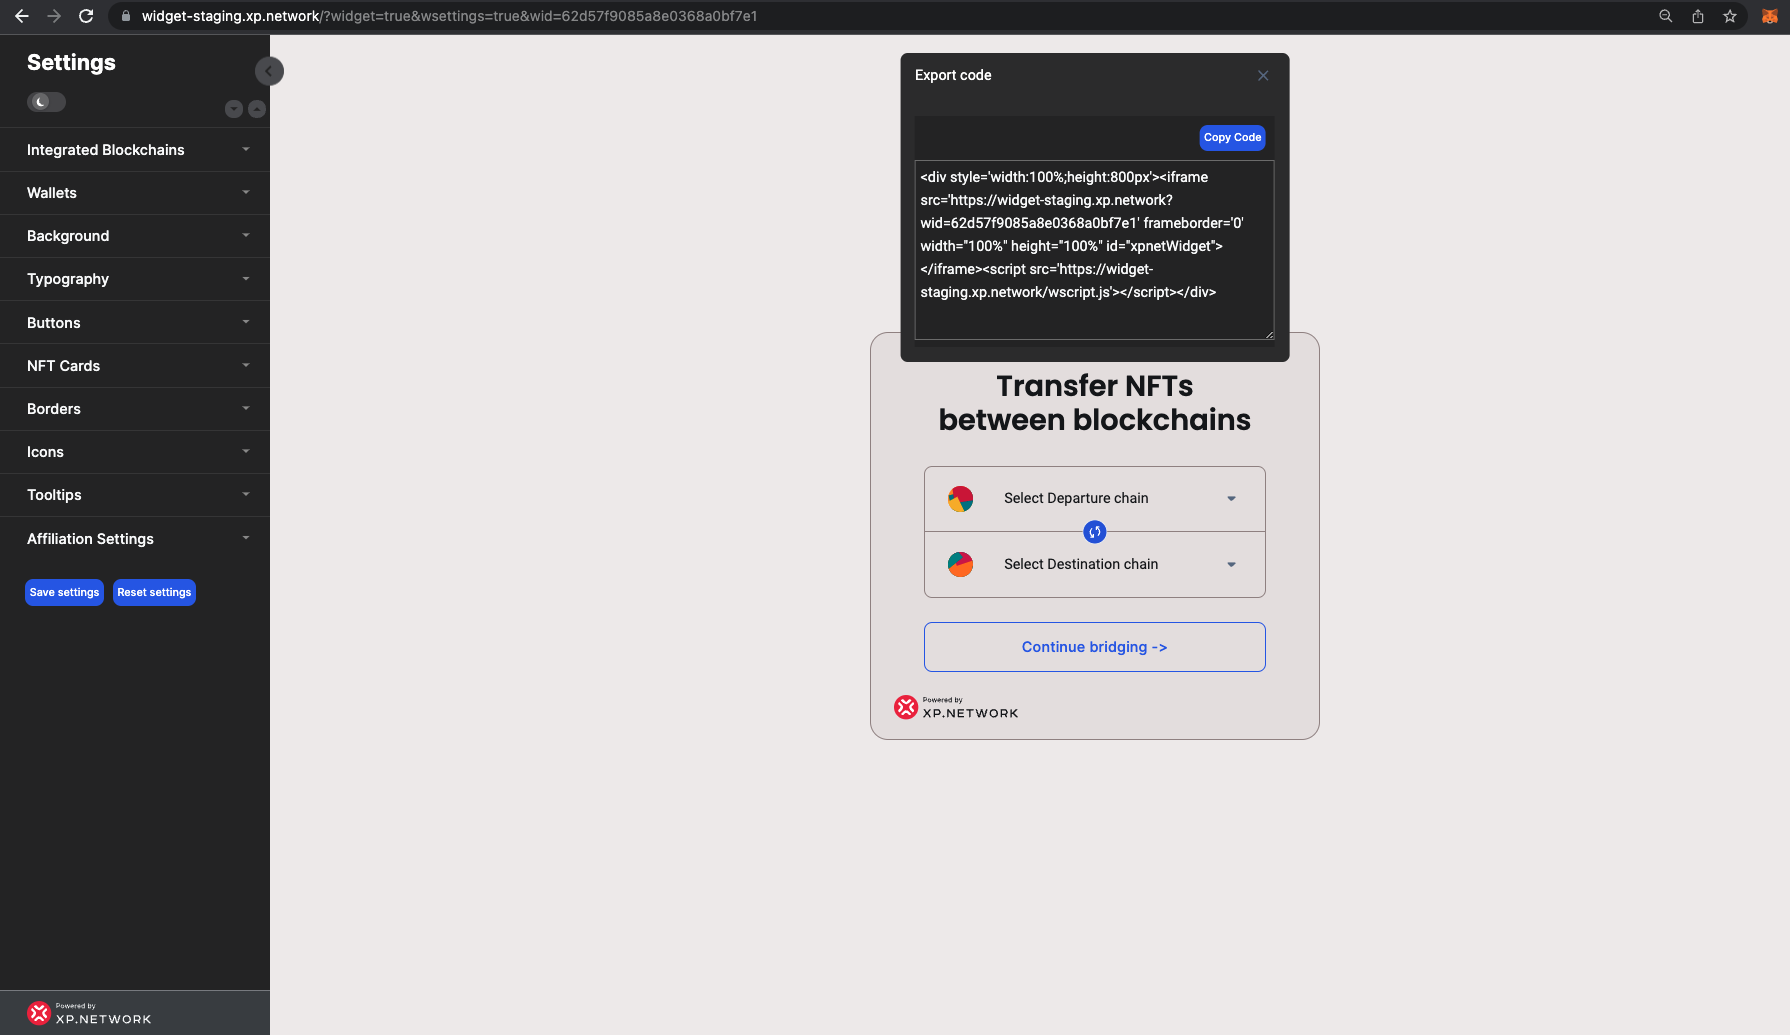 widget-staging.xp.network/?widget=true&wsettings=true&wid=62d57f9085a8e0368a0bf7e1
Settings
Integrated Blockchains
Wallets
Background
Typography
Buttons
NFT Cards
Borders
Icons
Tooltips
Affiliation Settings
Save settings
Reset settings
Powered by
XP.NETWORK
Export code
Copy Code
<div style='width:100%;height:800px'><iframe
src='https://widget-staging.xp.network?
wid=62d57f9085a8e0368a0bf7e1' frameborder='0'
width="100%" height="100%" id="xpnetWidget">
</iframe><script src='https://widget-
staging.xp.network/wscript.js'></script></div>
Transfer NFTs
between blockchains
Select Departure chain
Select Destination chain
Continue bridging ->
Powered by
XP.NETWORK